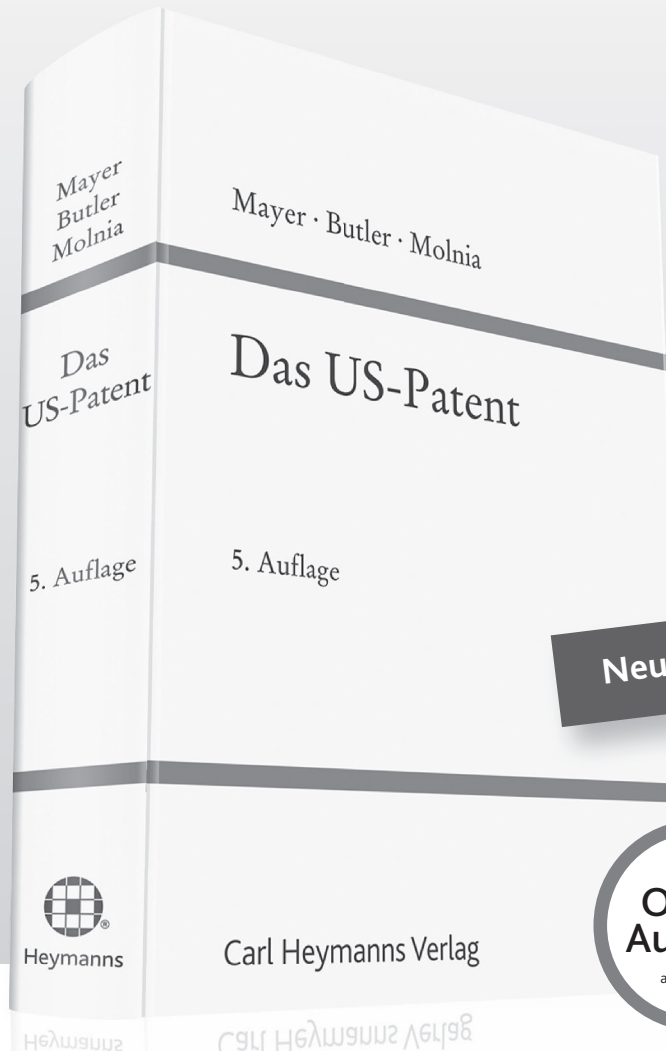 Mayer
Butler
Molnia
Das
US-Patent
5. Auflage
®
Heymanns
Mayer · Butler · Molnia
Das US-Patent
5. Auflage
Neu
Carl Heymanns Verlag